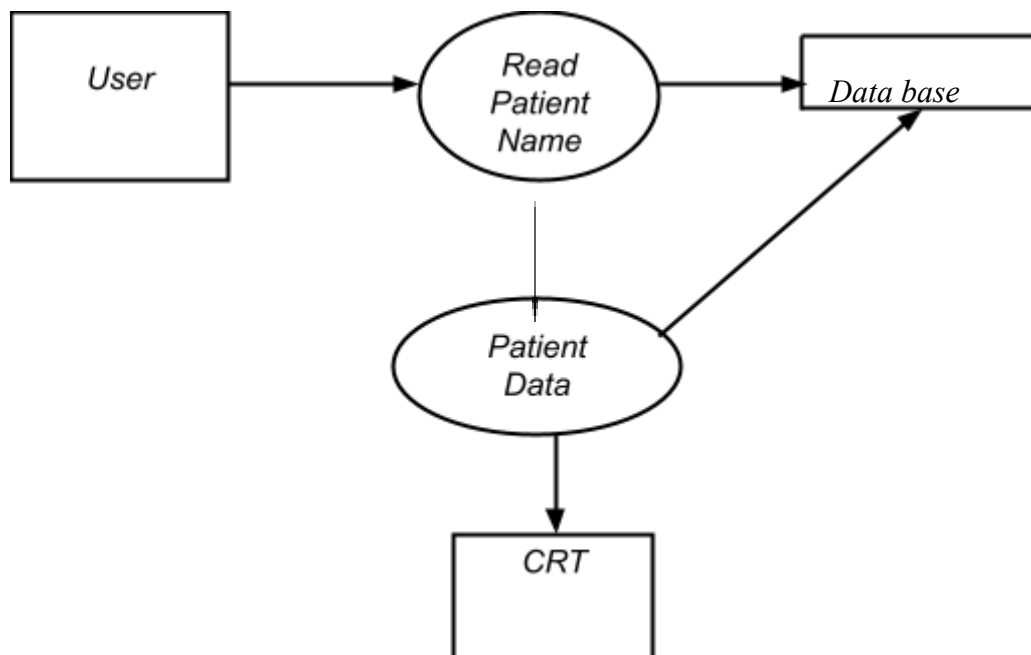 User
Read
Patient
Name
Data base
Patient
Data
CRT